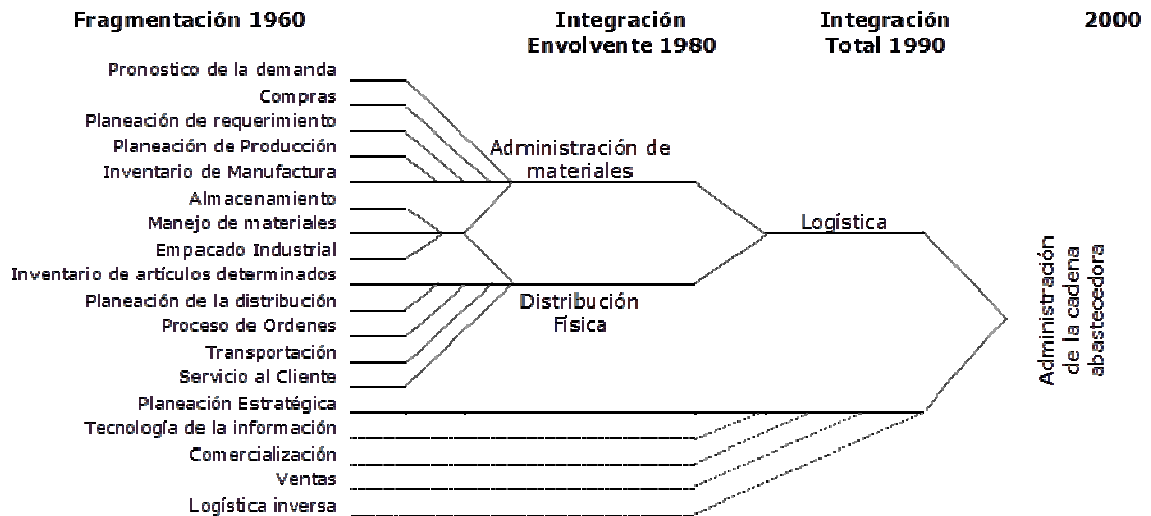 Fragmentación 1960
Integración
Envolvente 1980
Integración
Total 1990
2000
Pronostico de la demanda
Compras
Planeación de requerimiento
Planeación de Producción
Inventario de Manufactura
Almacenamiento
Manejo de materiales
Empacado Industrial
Inventario de artículos determinados
Planeación de la distribución
Proceso de Ordenes
Transportación
Servicio al Cliente
Planeación Estratégica
Tecnología de la información
Comercialización
Ventas
Logística inversa
Administración de
materiales
Distribución
Física
Logística
Administración
de la cadena
abastecedora